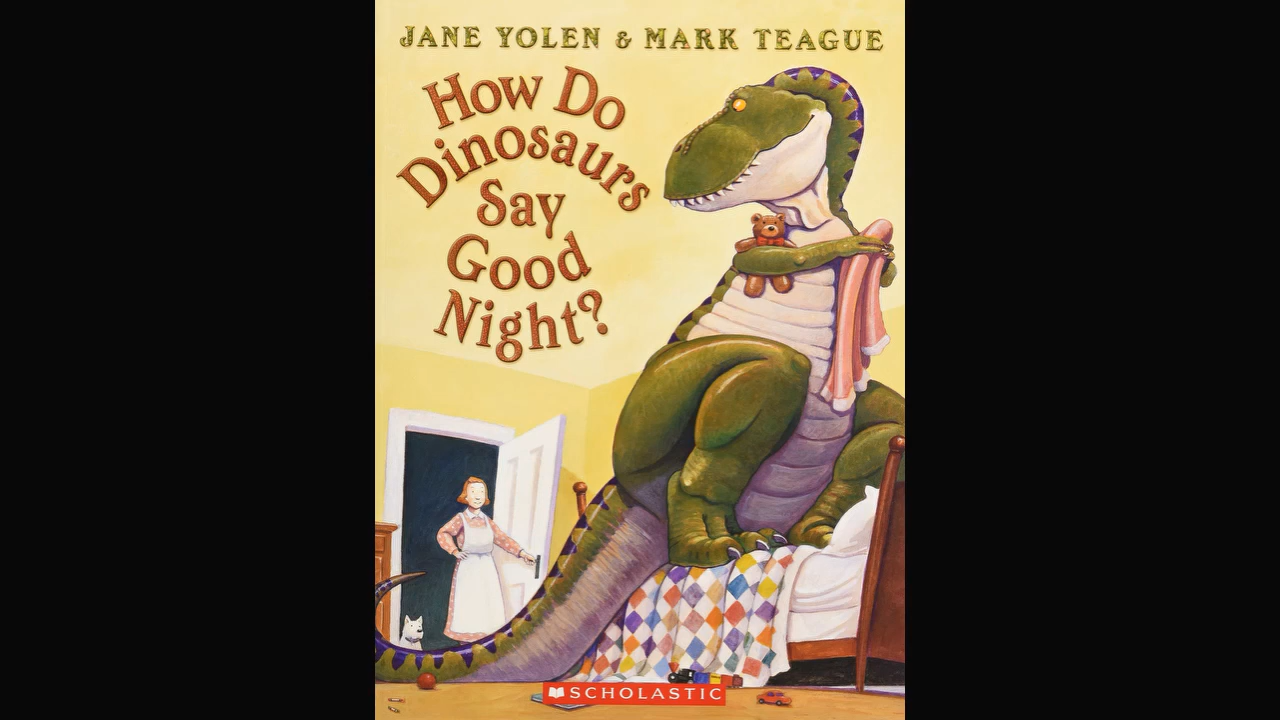 JANE YOLEN & MARK TEAGUE
How Do
Dinosaurs
Say
Good
Night?
SCHOLASTIC